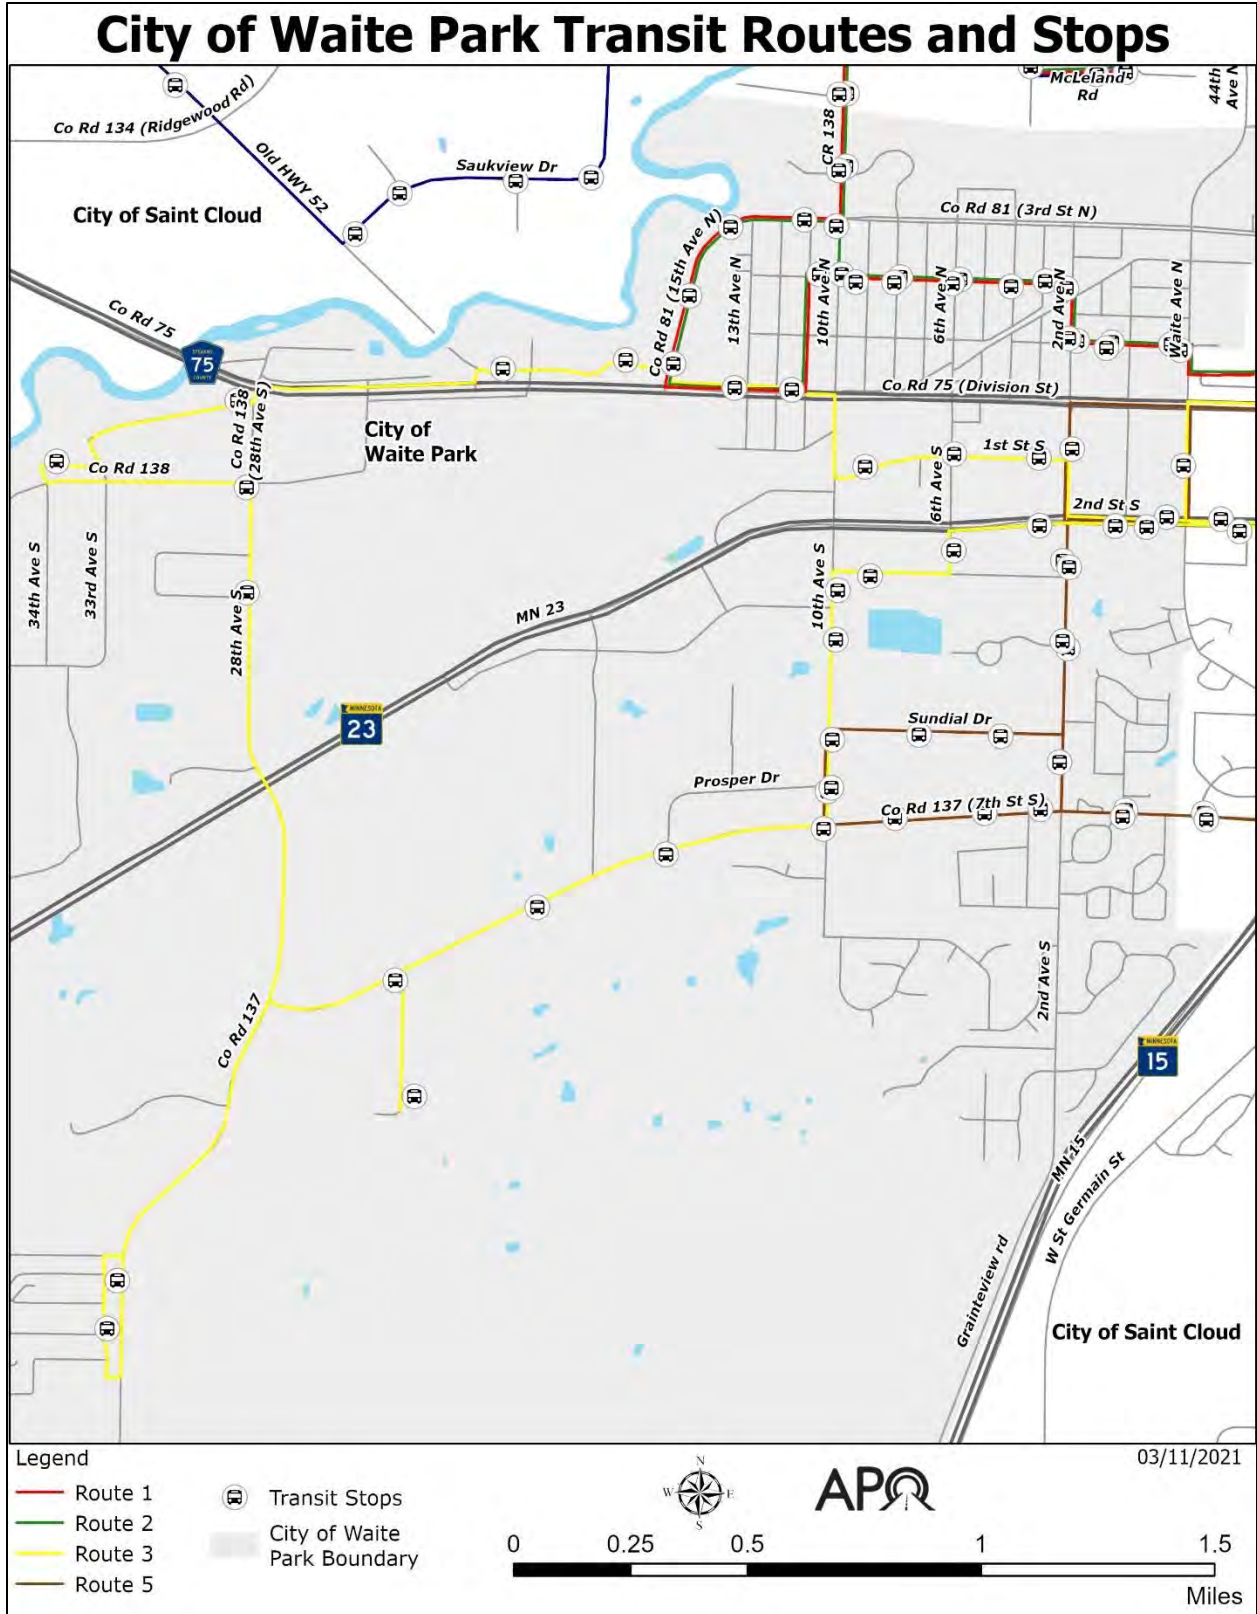 City of Waite Park Transit Routes and Stops
McLeland
Rd
44th
Ave N
Co Rd 134 (Ridgewood Rd)
Old HWY 52
Saukview Dr
CR 138
City of Saint Cloud
Co Rd 81 (3rd St N)
Co Rd 81 (15th Ave N)
13th Ave N
10th Ave N
6th Ave N
2nd Ave N
Waite Ave N
Co Rd 75
STEARNS
75
COUNTY
Co Rd 75 (Division St)
Co Rd 138
(28th Ave S)
City of
Waite Park
Co Rd 138
1st St S
6th Ave S
2nd St S
34th Ave S
33rd Ave S
28th Ave S
MN 23
10th Ave S
MINNESOTA
23
Sundial Dr
Prosper Dr
Co Rd 137 (7th St S)
2nd Ave S
Co Rd 137
MINNESOTA
15
MN 15
W St Germain St
Grainteview rd
City of Saint Cloud
Legend
03/11/2021
Route 1
Route 2
Route 3
Route 5
Transit Stops
City of Waite
Park Boundary
N
W
E
S
APO
0
0.25
0.5
1
1.5
Miles